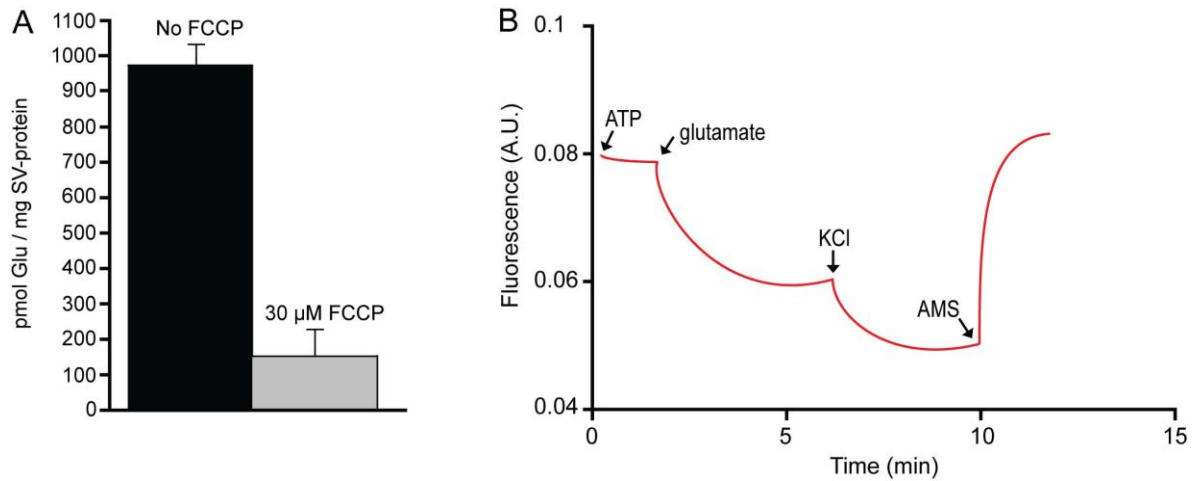 A
pmol Glu / mg SV-protein
1100
1000
900
800
700
600
500
400
300
200
100
0
No FCCP
30 µM FCCP
B
Fluorescence (A.U.)
0.1
0.08
0.06
0.04
ATP
glutamate
KCl
AMS
0 5 10 15
Time (min)